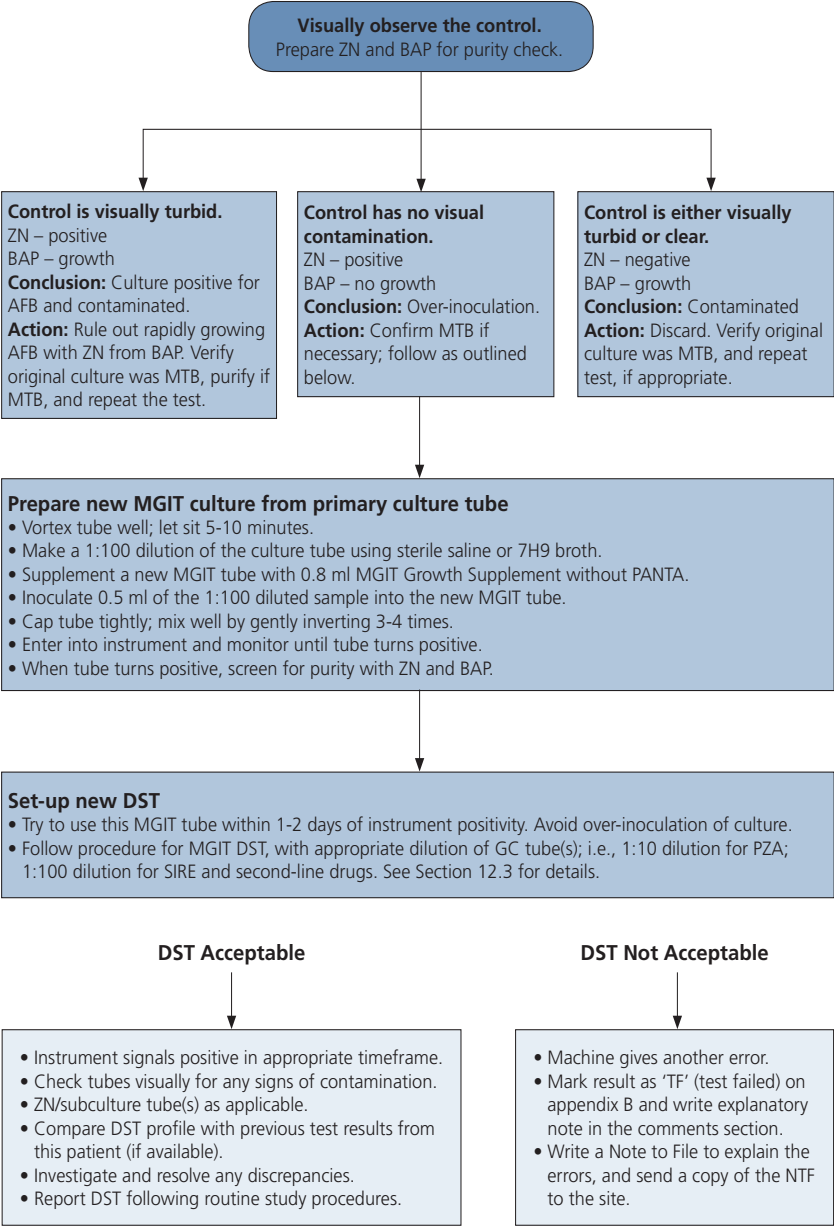 Visually observe the control.
Prepare ZN and BAP for purity check.
Control is visually turbid.
ZN – positive
BAP – growth
Conclusion: Culture positive for
AFB and contaminated.
Action: Rule out rapidly growing
AFB with ZN from BAP. Verify
original culture was MTB, purify if
MTB, and repeat the test.
Control has no visual
contamination.
ZN – positive
BAP – no growth
Conclusion: Over-inoculation.
Action: Confirm MTB if
necessary; follow as outlined
below.
Control is either visually
turbid or clear.
ZN – negative
BAP – growth
Conclusion: Contaminated
Action: Discard. Verify original
culture was MTB, and repeat
test, if appropriate.
Prepare new MGIT culture from primary culture tube
• Vortex tube well; let sit 5-10 minutes.
• Make a 1:100 dilution of the culture tube using sterile saline or 7H9 broth.
• Supplement a new MGIT tube with 0.8 ml MGIT Growth Supplement without PANTA.
• Inoculate 0.5 ml of the 1:100 diluted sample into the new MGIT tube.
• Cap tube tightly; mix well by gently inverting 3-4 times.
• Enter into instrument and monitor until tube turns positive.
• When tube turns positive, screen for purity with ZN and BAP.
Set-up new DST
• Try to use this MGIT tube within 1-2 days of instrument positivity. Avoid over-inoculation of culture.
• Follow procedure for MGIT DST, with appropriate dilution of GC tube(s); i.e., 1:10 dilution for PZA;
1:100 dilution for SIRE and second-line drugs. See Section 12.3 for details.
DST Acceptable
• Instrument signals positive in appropriate timeframe.
• Check tubes visually for any signs of contamination.
• ZN/subculture tube(s) as applicable.
• Compare DST profile with previous test results from
this patient (if available).
• Investigate and resolve any discrepancies.
• Report DST following routine study procedures.
DST Not Acceptable
• Machine gives another error.
• Mark result as ‘TF’ (test failed) on
appendix B and write explanatory
note in the comments section.
• Write a Note to File to explain the
errors, and send a copy of the NTF
to the site.